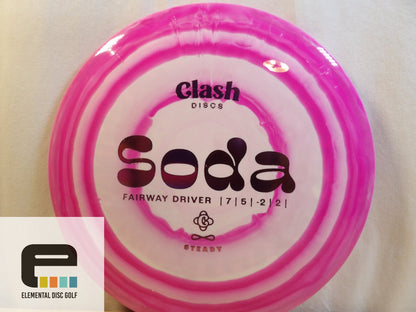 Clash
DISCS
Soda
FAIRWAY DRIVER |7|5|-2|2|
STEADY
e
ELEMENTAL DISC GOLF